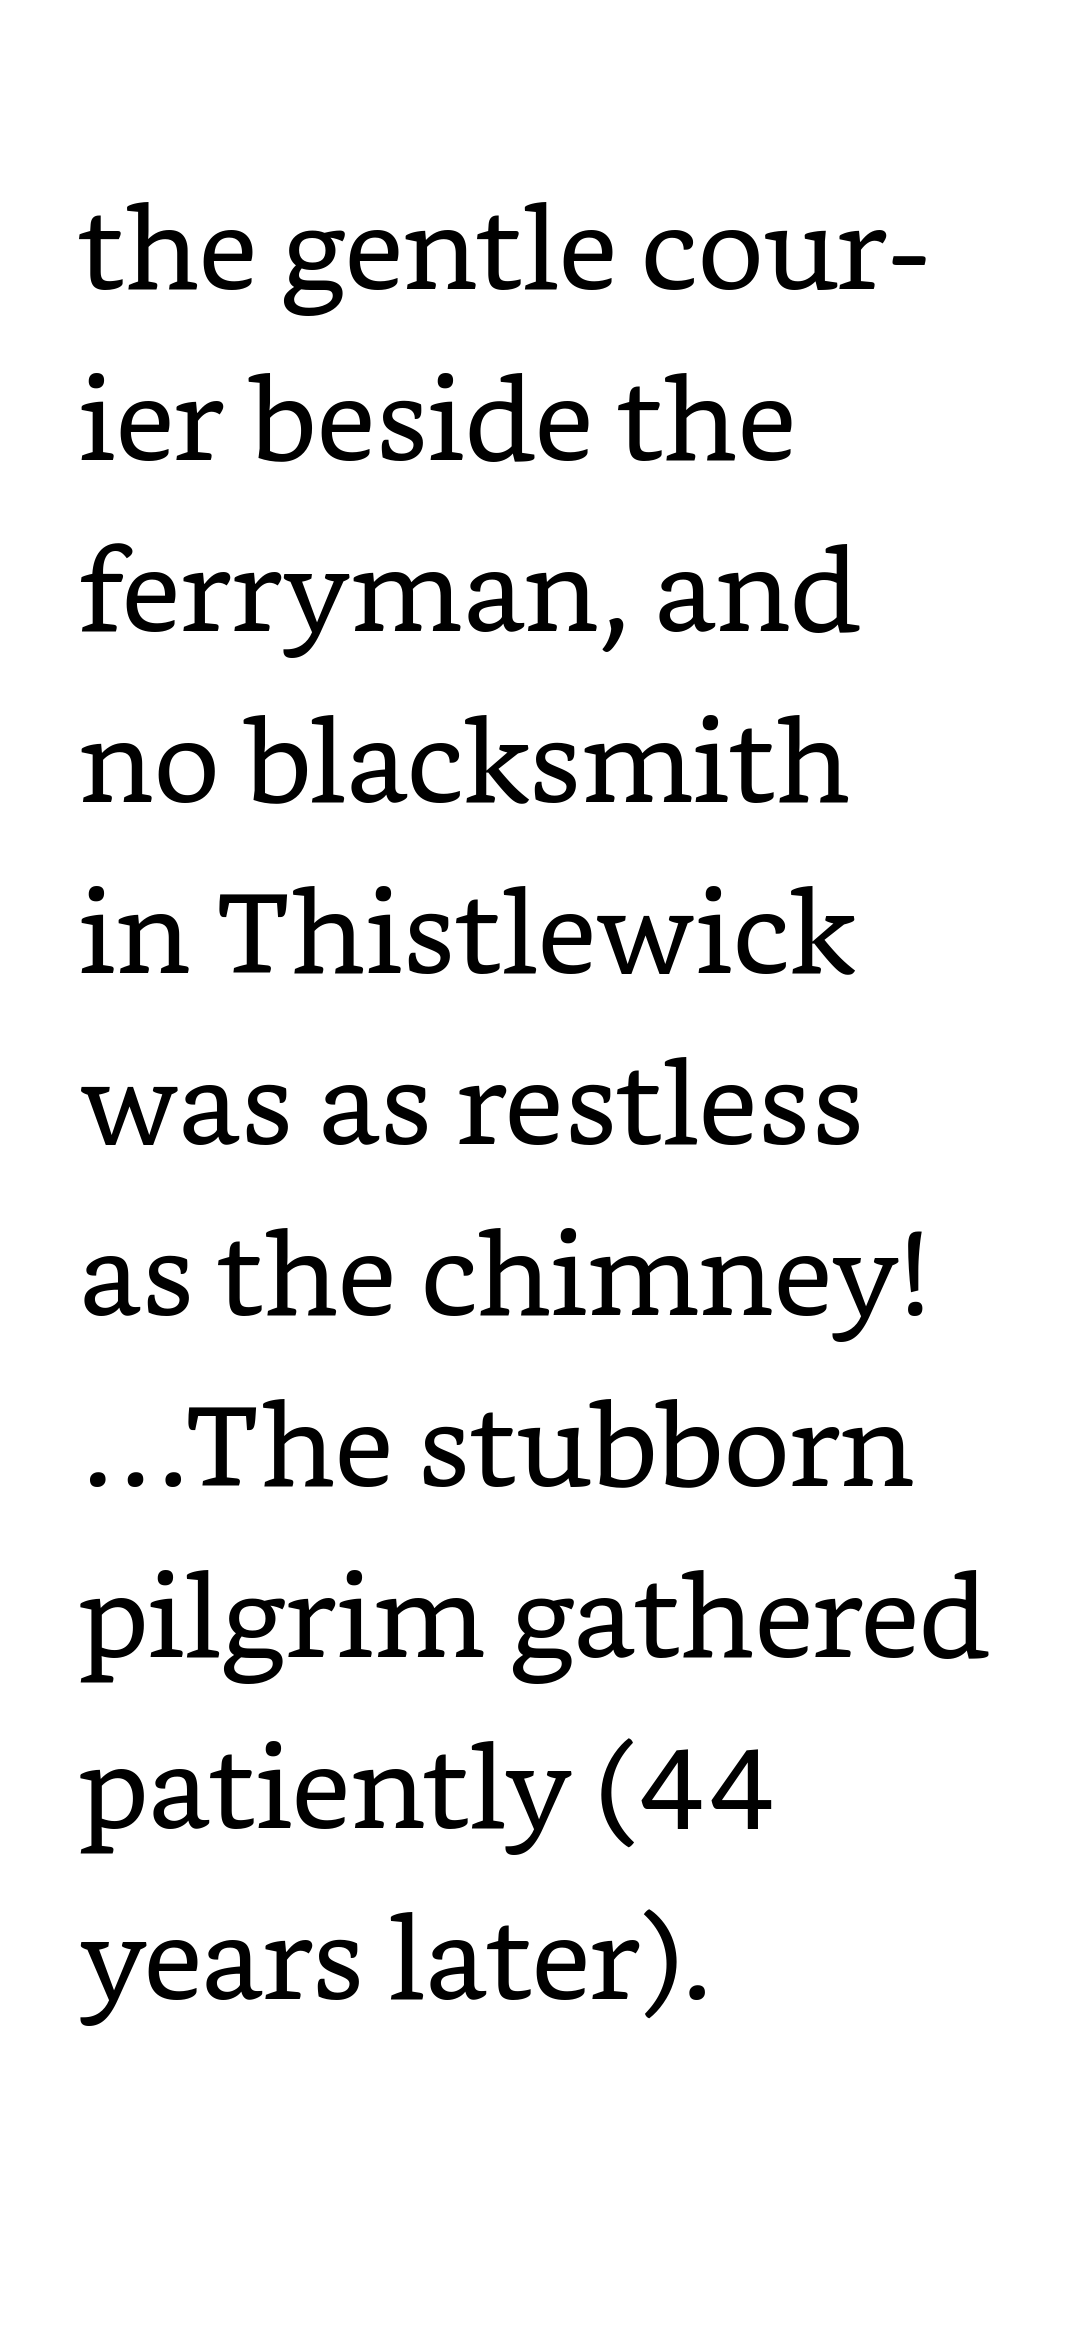 the gentle cour-
ier beside the
ferryman, and
no blacksmith
in Thistlewick
was as restless
as the chimney!
…The stubborn
pilgrim gathered
patiently (44
years later).